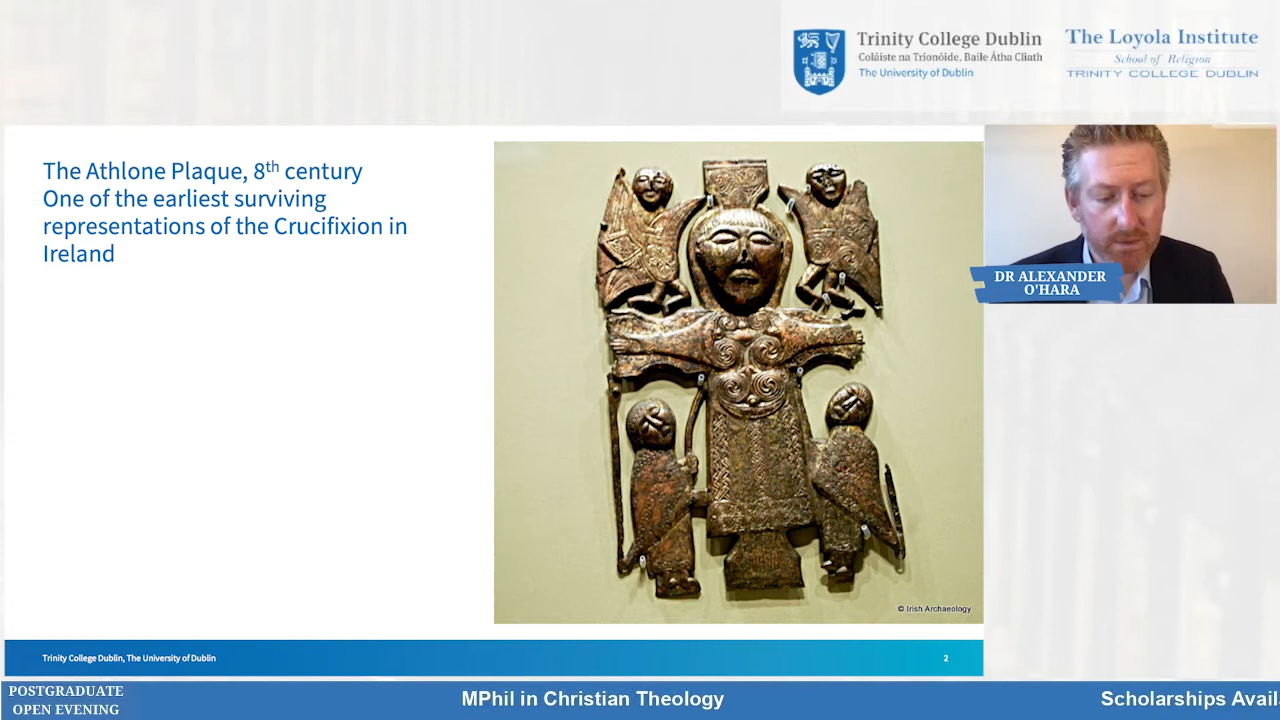 Trinity College Dublin
Coláiste na Tríonóide, Baile Átha Cliath
The University of Dublin
The Loyola Institute
School of Religion
TRINITY COLLEGE DUBLIN
The Athlone Plaque, 8th century
One of the earliest surviving
representations of the Crucifixion in
Ireland
DR ALEXANDER
O'HARA
© Irish Archaeology
Trinity College Dublin, The University of Dublin
2
POSTGRADUATE
OPEN EVENING
MPhil in Christian Theology
Scholarships Avail